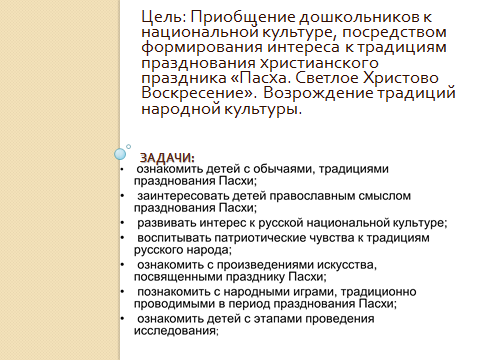 Цель: Приобщение дошкольников к
национальной культуре, посредством
формирования интереса к традициям
празднования христианского
праздника «Пасха. Светлое Христово
Воскресение». Возрождение традиций
народной культуры.
ЗАДАЧИ:
• ознакомить детей с обычаями, традициями
празднования Пасхи;
• заинтересовать детей православным смыслом
празднования Пасхи;
• развивать интерес к русской национальной культуре;
• воспитывать патриотические чувства к традициям
русского народа;
• ознакомить с произведениями искусства,
посвященными празднику Пасхи;
• познакомить с народными играми, традиционно
проводимыми в период празднования Пасхи;
• ознакомить детей с этапами проведения
исследования;